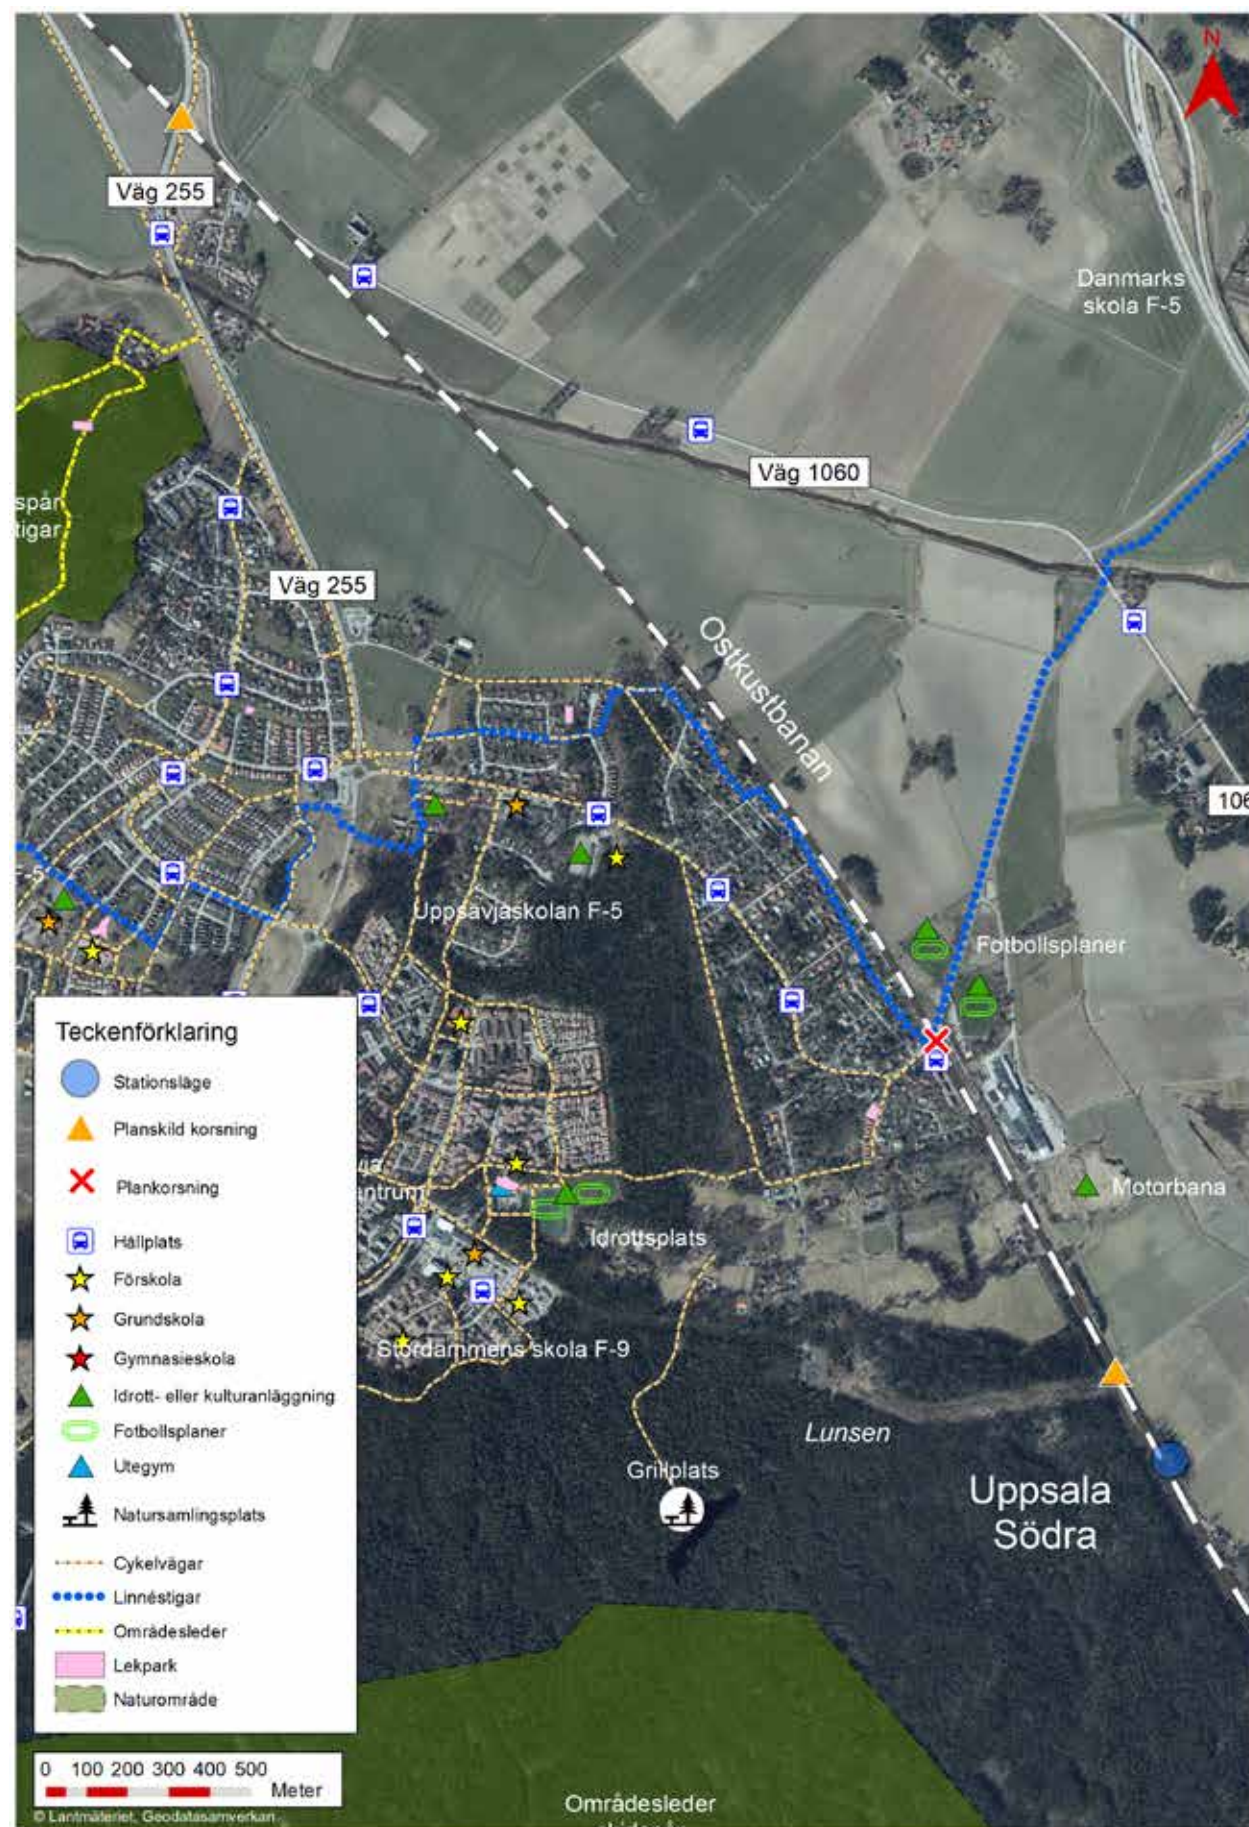 N
Väg 255
Danmarks
skola F-5
Väg 1060
spår
tigar
Väg 255
Ostkustbanan
106
F-5
Uppsävjaskolan F-5
Fotbollsplaner
Motorbana
entrum
Idrottsplats
Stordammens skola F-9
Lunsen
Grillplats
Uppsala
Södra
Teckenförklaring
Stationsläge
Planskild korsning
Plankorsning
Hållplats
Förskola
Grundskola
Gymnasieskola
Idrott- eller kulturanläggning
Fotbollsplaner
Utegym
Natursamlingsplats
Cykelvägar
Linnéstigar
Områdesleder
Lekpark
Naturområde
0 100 200 300 400 500
Meter
© Lantmäteriet, Geodatasamverkan
Områdesleder